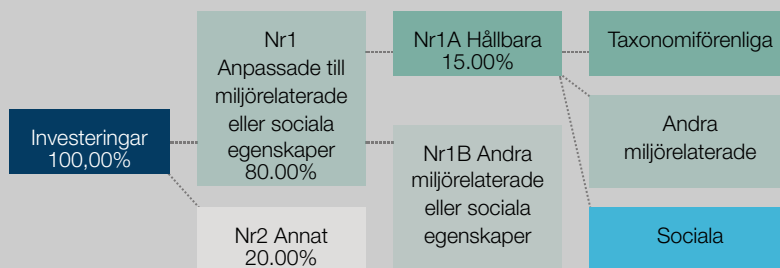 Investeringar
100,00%
Nr1
Anpassade till
miljörelaterade
eller sociala
egenskaper
80.00%
Nr2 Annat
20.00%
Nr1A Hållbara
15.00%
Nr1B Andra
miljörelaterade
eller sociala
egenskaper
Taxonomiförenliga
Andra
miljörelaterade
Sociala